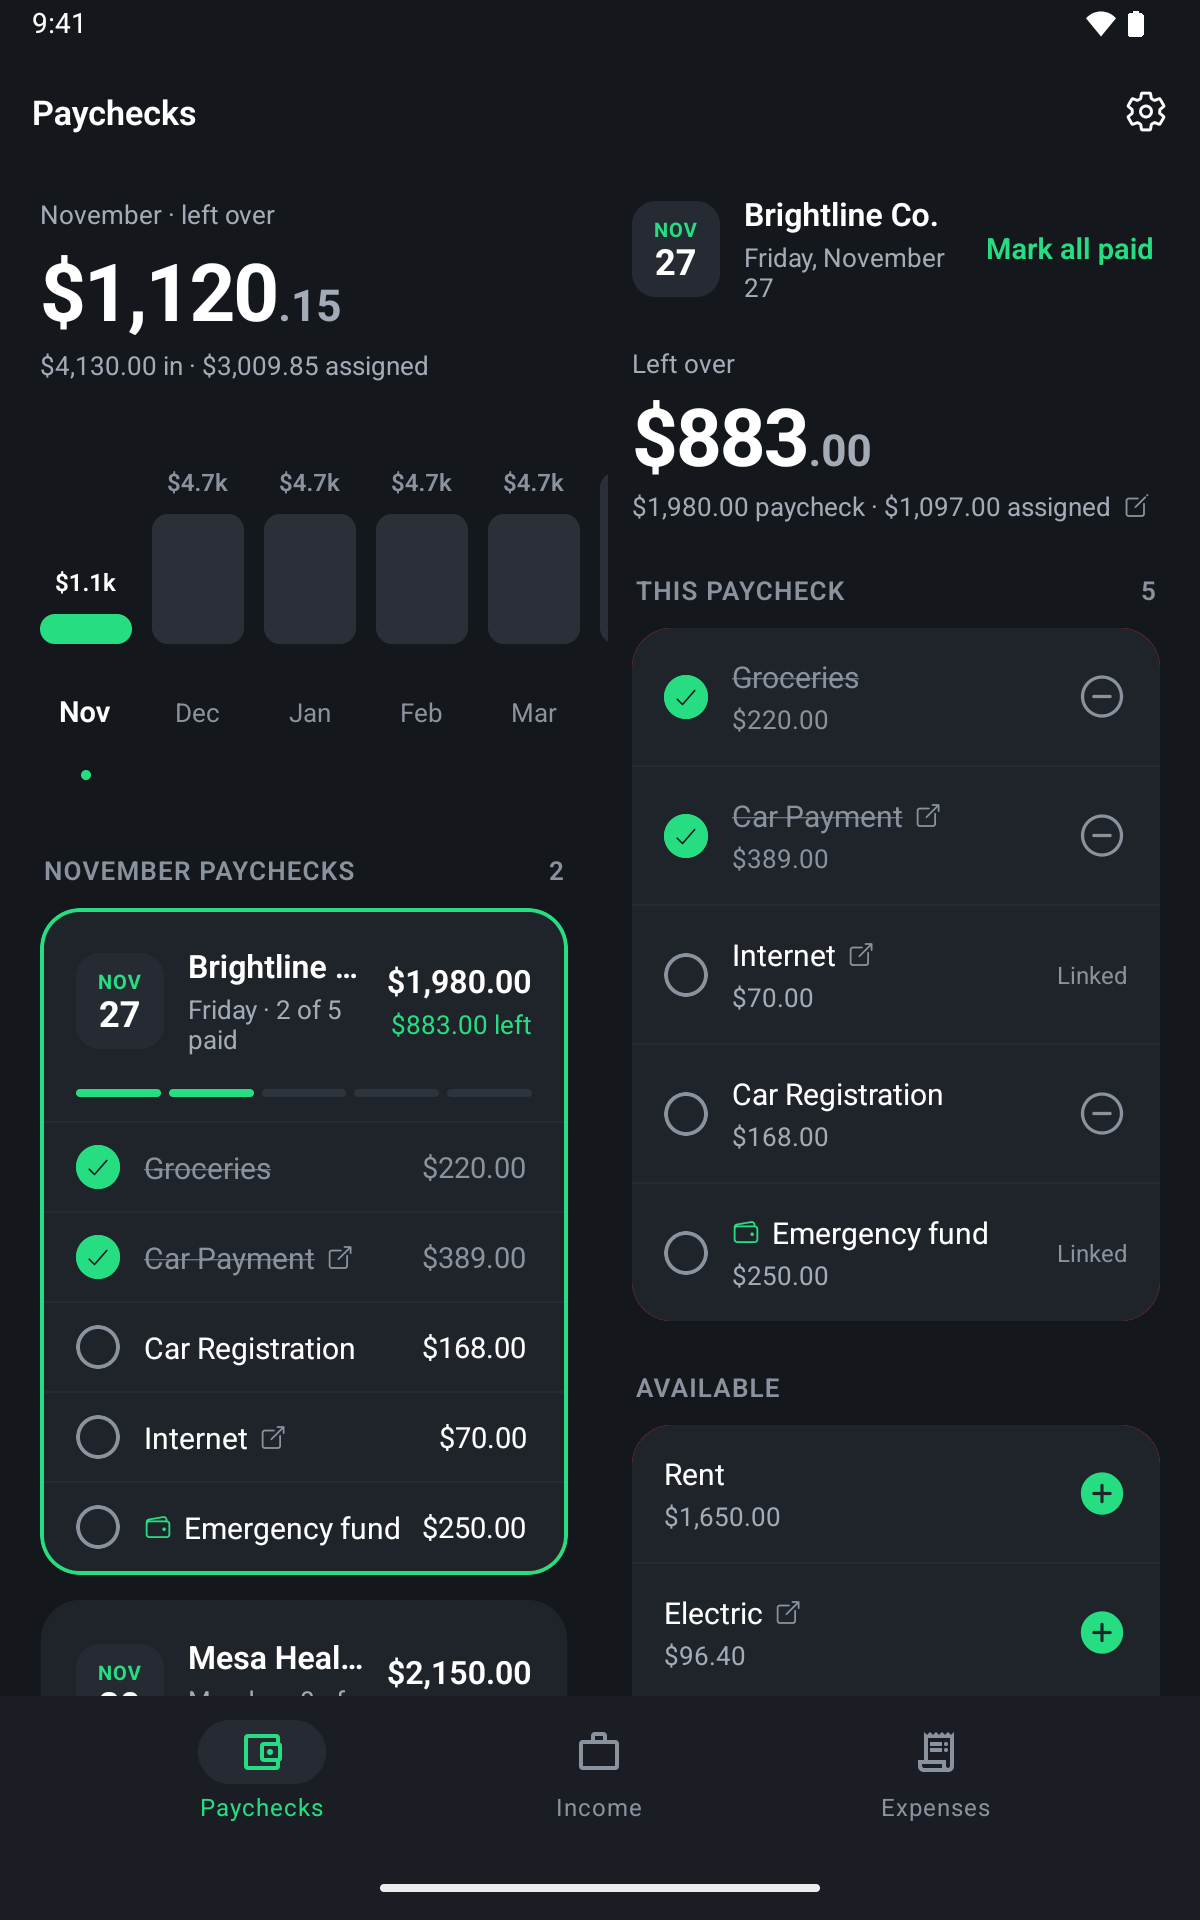 9:41
Paychecks
November · left over
$1,120.15
$4,130.00 in · $3,009.85 assigned
$1.1k
$4.7k
$4.7k
$4.7k
$4.7k
Nov
Dec
Jan
Feb
Mar
NOVEMBER PAYCHECKS
2
NOV
27
Brightline ...
Friday · 2 of 5
paid
$1,980.00
$883.00 left
Groceries
$220.00
Car Payment
$389.00
Car Registration
$168.00
Internet
$70.00
Emergency fund
$250.00
NOV
Mesa Heal...
$2,150.00
NOV
27
Brightline Co.
Friday, November
27
Mark all paid
Left over
$883.00
$1,980.00 paycheck · $1,097.00 assigned
THIS PAYCHECK
5
Groceries
$220.00
Car Payment
$389.00
Internet
$70.00
Linked
Car Registration
$168.00
Emergency fund
$250.00
Linked
AVAILABLE
Rent
$1,650.00
Electric
$96.40
Paychecks
Income
Expenses